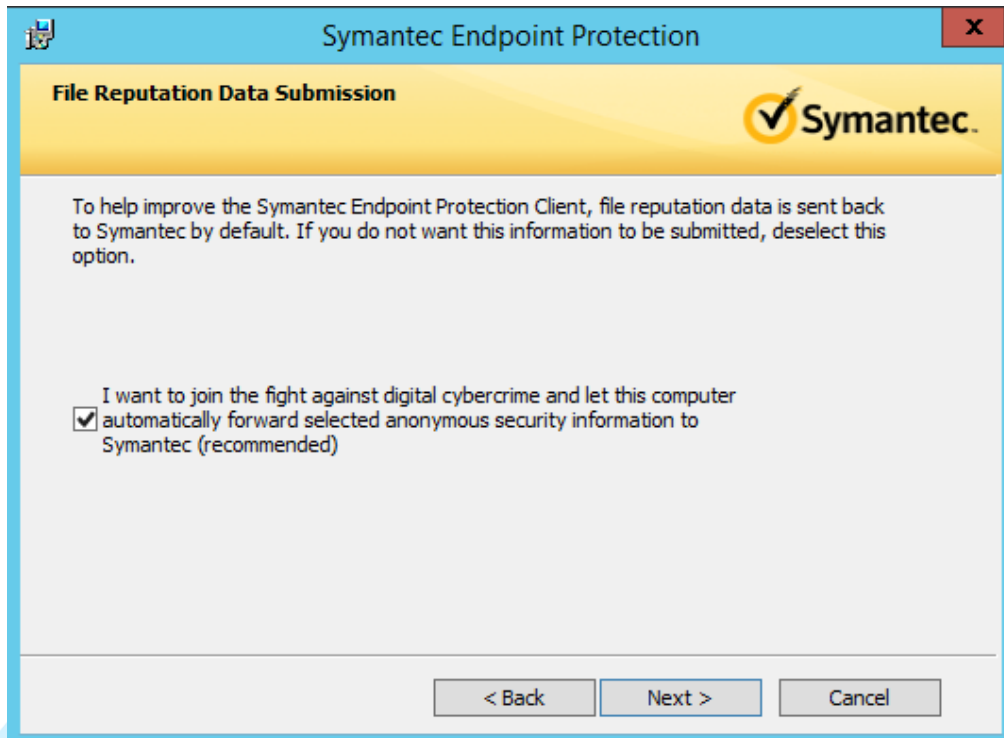 Symantec Endpoint Protection
x
File Reputation Data Submission
Symantec.
To help improve the Symantec Endpoint Protection Client, file reputation data is sent back
to Symantec by default. If you do not want this information to be submitted, deselect this
option.
I want to join the fight against digital cybercrime and let this computer
automatically forward selected anonymous security information to
Symantec (recommended)
< Back Next > Cancel